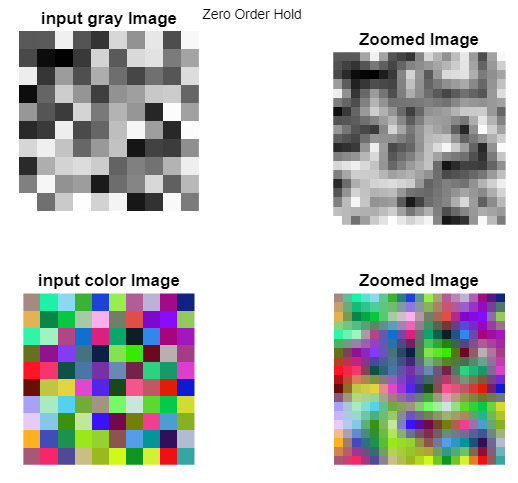 Zero Order Hold
input gray Image
Zoomed Image
input color Image
Zoomed Image